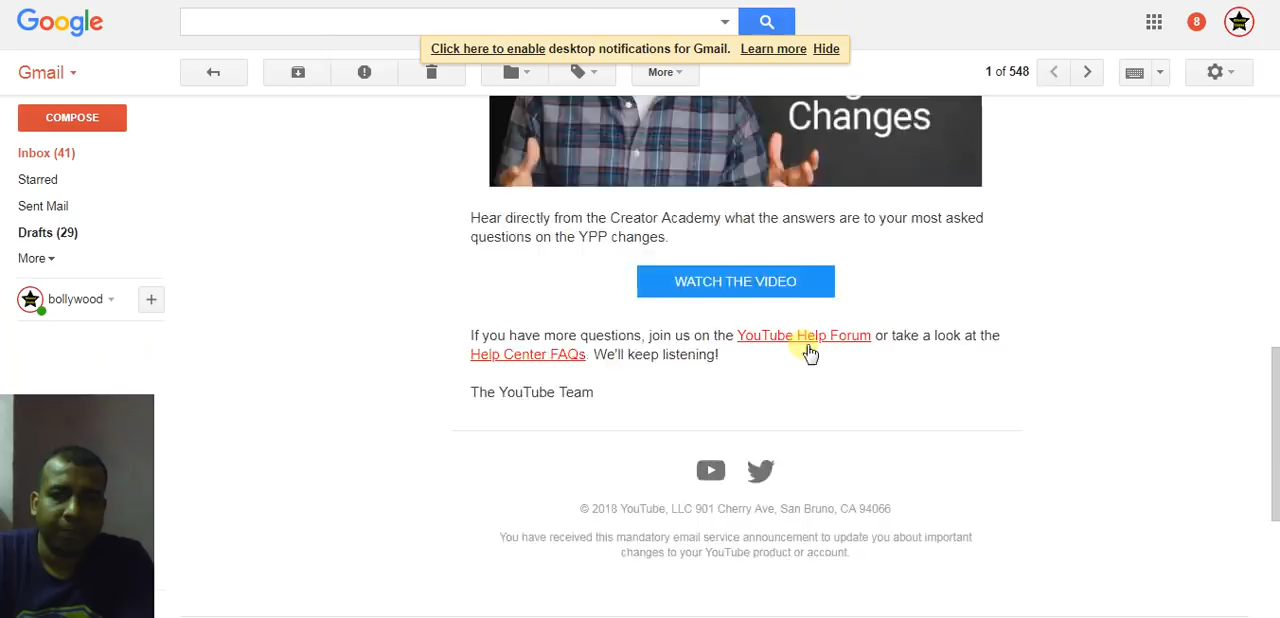 Google
8
Click here to enable desktop notifications for Gmail. Learn more Hide
Gmail
More
1 of 548
COMPOSE
Inbox (41)
Starred
Sent Mail
Drafts (29)
More
bollywood
+
Changes
Hear directly from the Creator Academy what the answers are to your most asked
questions on the YPP changes.
WATCH THE VIDEO
If you have more questions, join us on the YouTube Help Forum or take a look at the
Help Center FAQs. We'll keep listening!
The YouTube Team
© 2018 YouTube, LLC 901 Cherry Ave, San Bruno, CA 94066
You have received this mandatory email service announcement to update you about important
changes to your YouTube product or account.